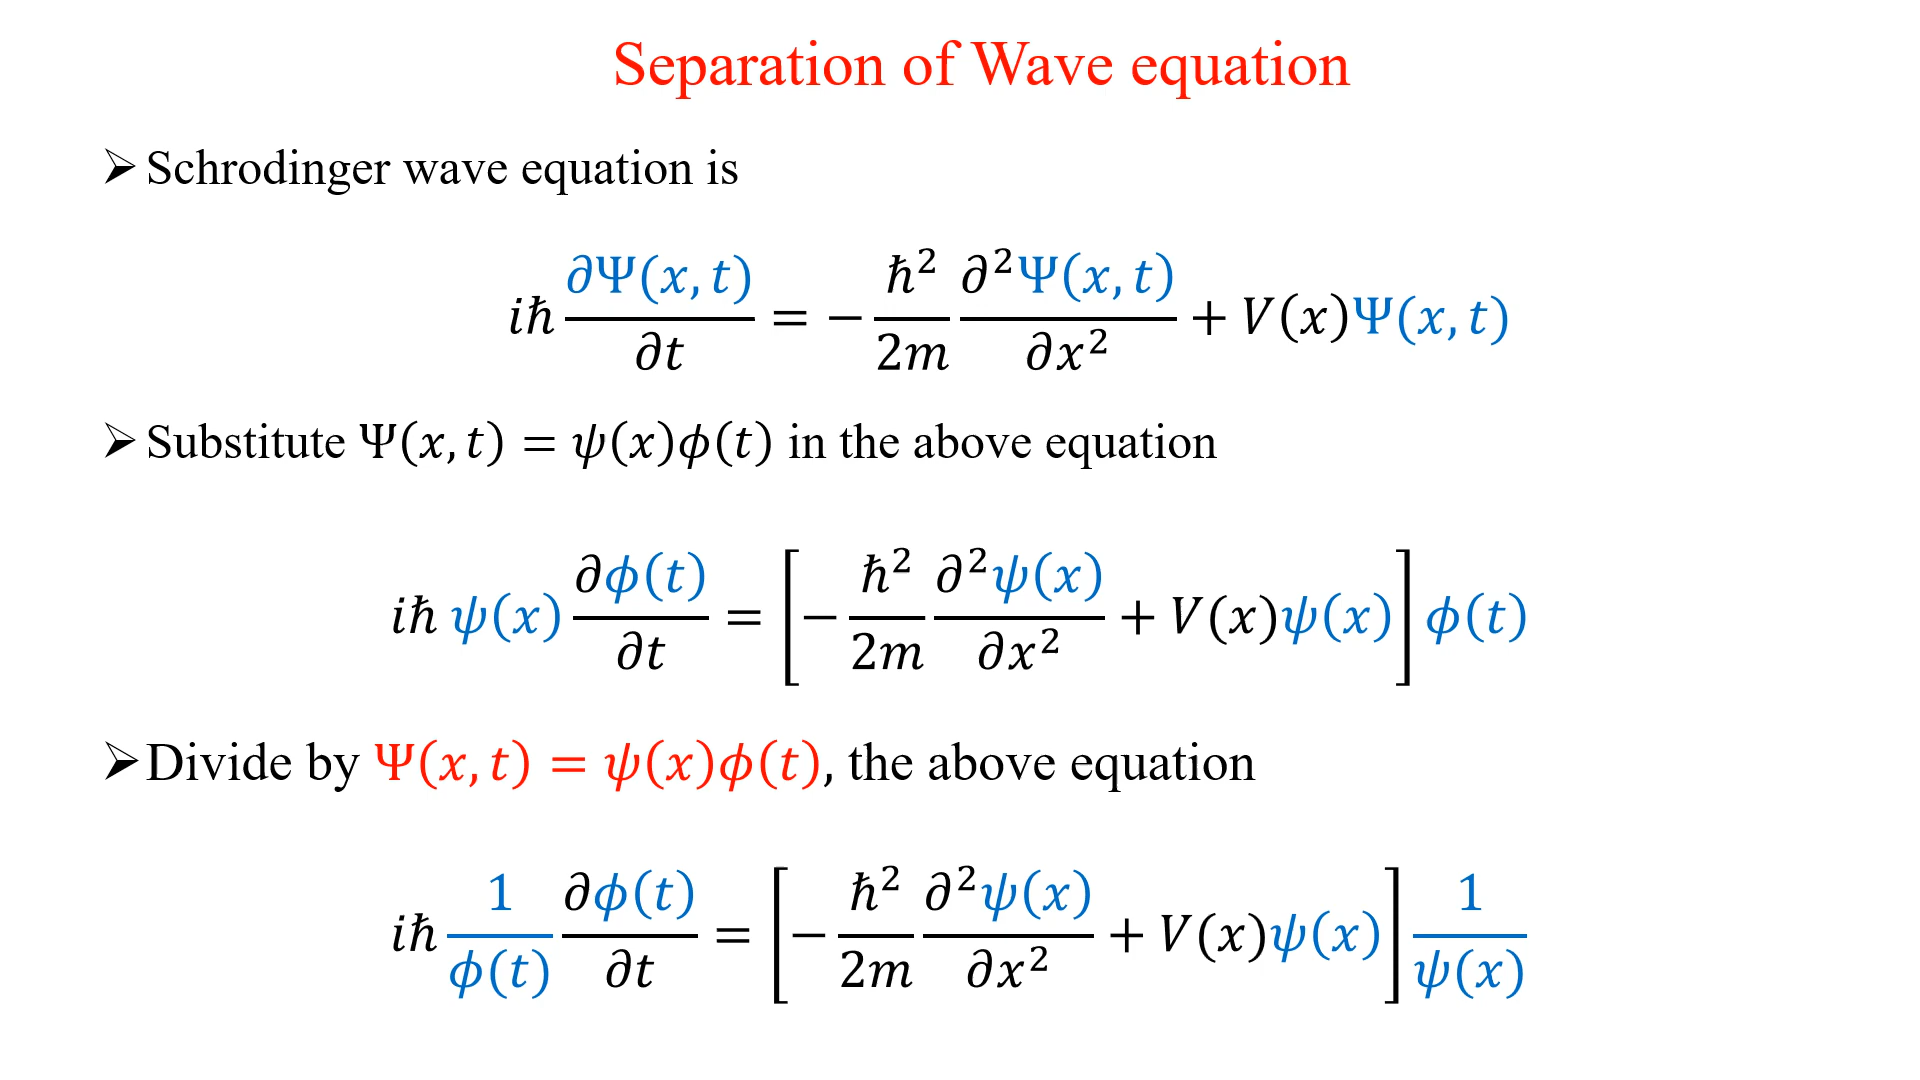 Separation of Wave equation
➢ Schrodinger wave equation is
iħ ∂Ψ(x, t)/∂t = − ħ²/2m ∂²Ψ(x, t)/∂x² + V(x)Ψ(x, t)
➢ Substitute Ψ(x, t) = ψ(x)ϕ(t) in the above equation
iħ ψ(x) ∂ϕ(t)/∂t = [− ħ²/2m ∂²ψ(x)/∂x² + V(x)ψ(x)] ϕ(t)
➢ Divide by Ψ(x, t) = ψ(x)ϕ(t), the above equation
iħ 1/ϕ(t) ∂ϕ(t)/∂t = [− ħ²/2m ∂²ψ(x)/∂x² + V(x)ψ(x)] 1/ψ(x)